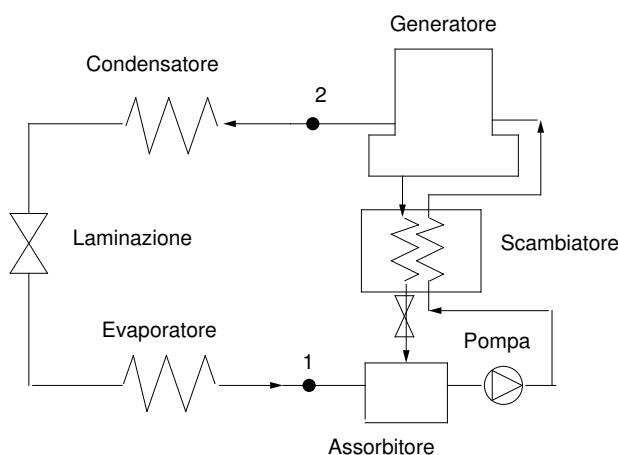 Generatore
Condensatore
2
Laminazione
Scambiatore
Evaporatore
1
Pompa
Assorbitore